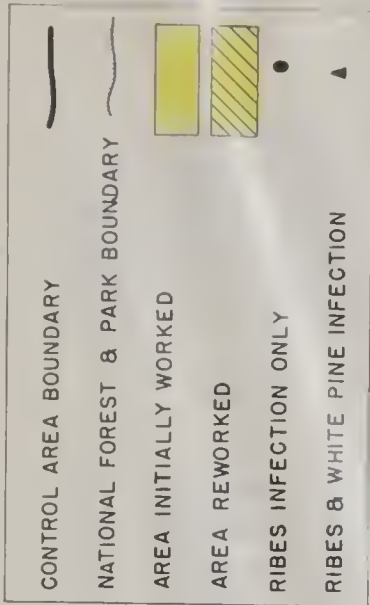 CONTROL AREA BOUNDARY
NATIONAL FOREST & PARK BOUNDARY
AREA INITIALLY WORKED
AREA REWORKED
RIBES INFECTION ONLY
RIBES & WHITE PINE INFECTION